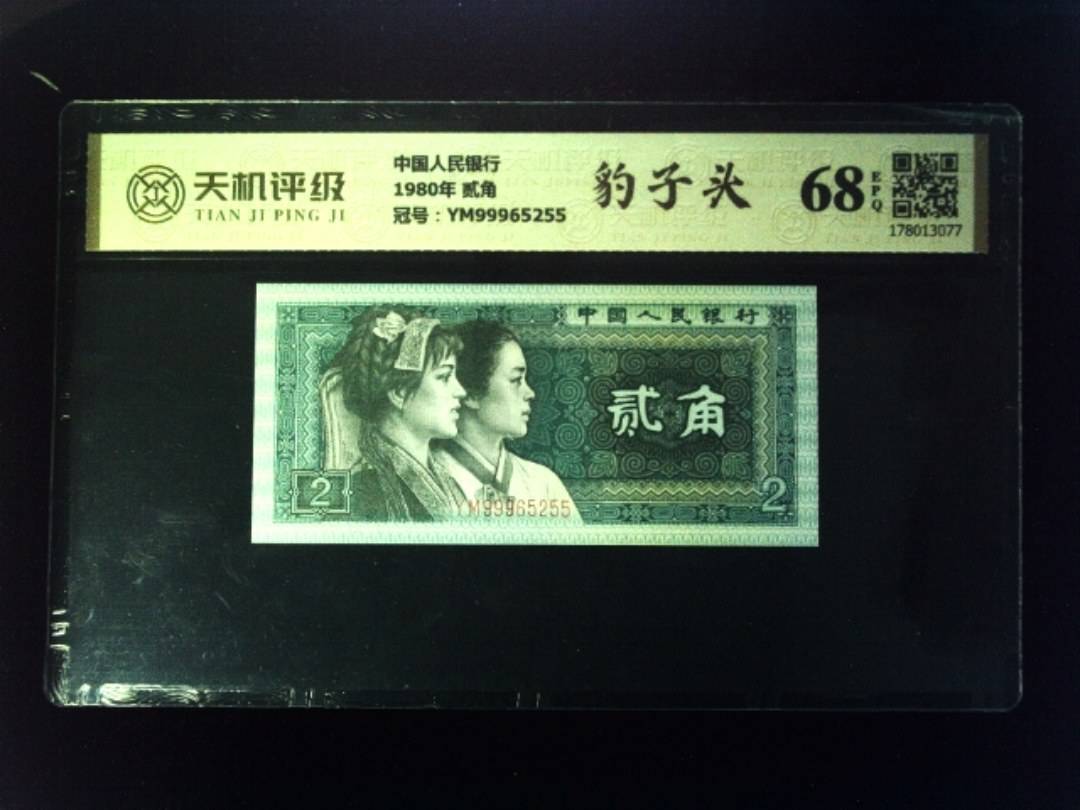 天机评级
TIAN JI PING JI
中国人民银行
1980年 贰角
冠号：YM99965255
豹子头
68
EPQ
178013077
中国人民银行
贰角
2
YM99965255
2